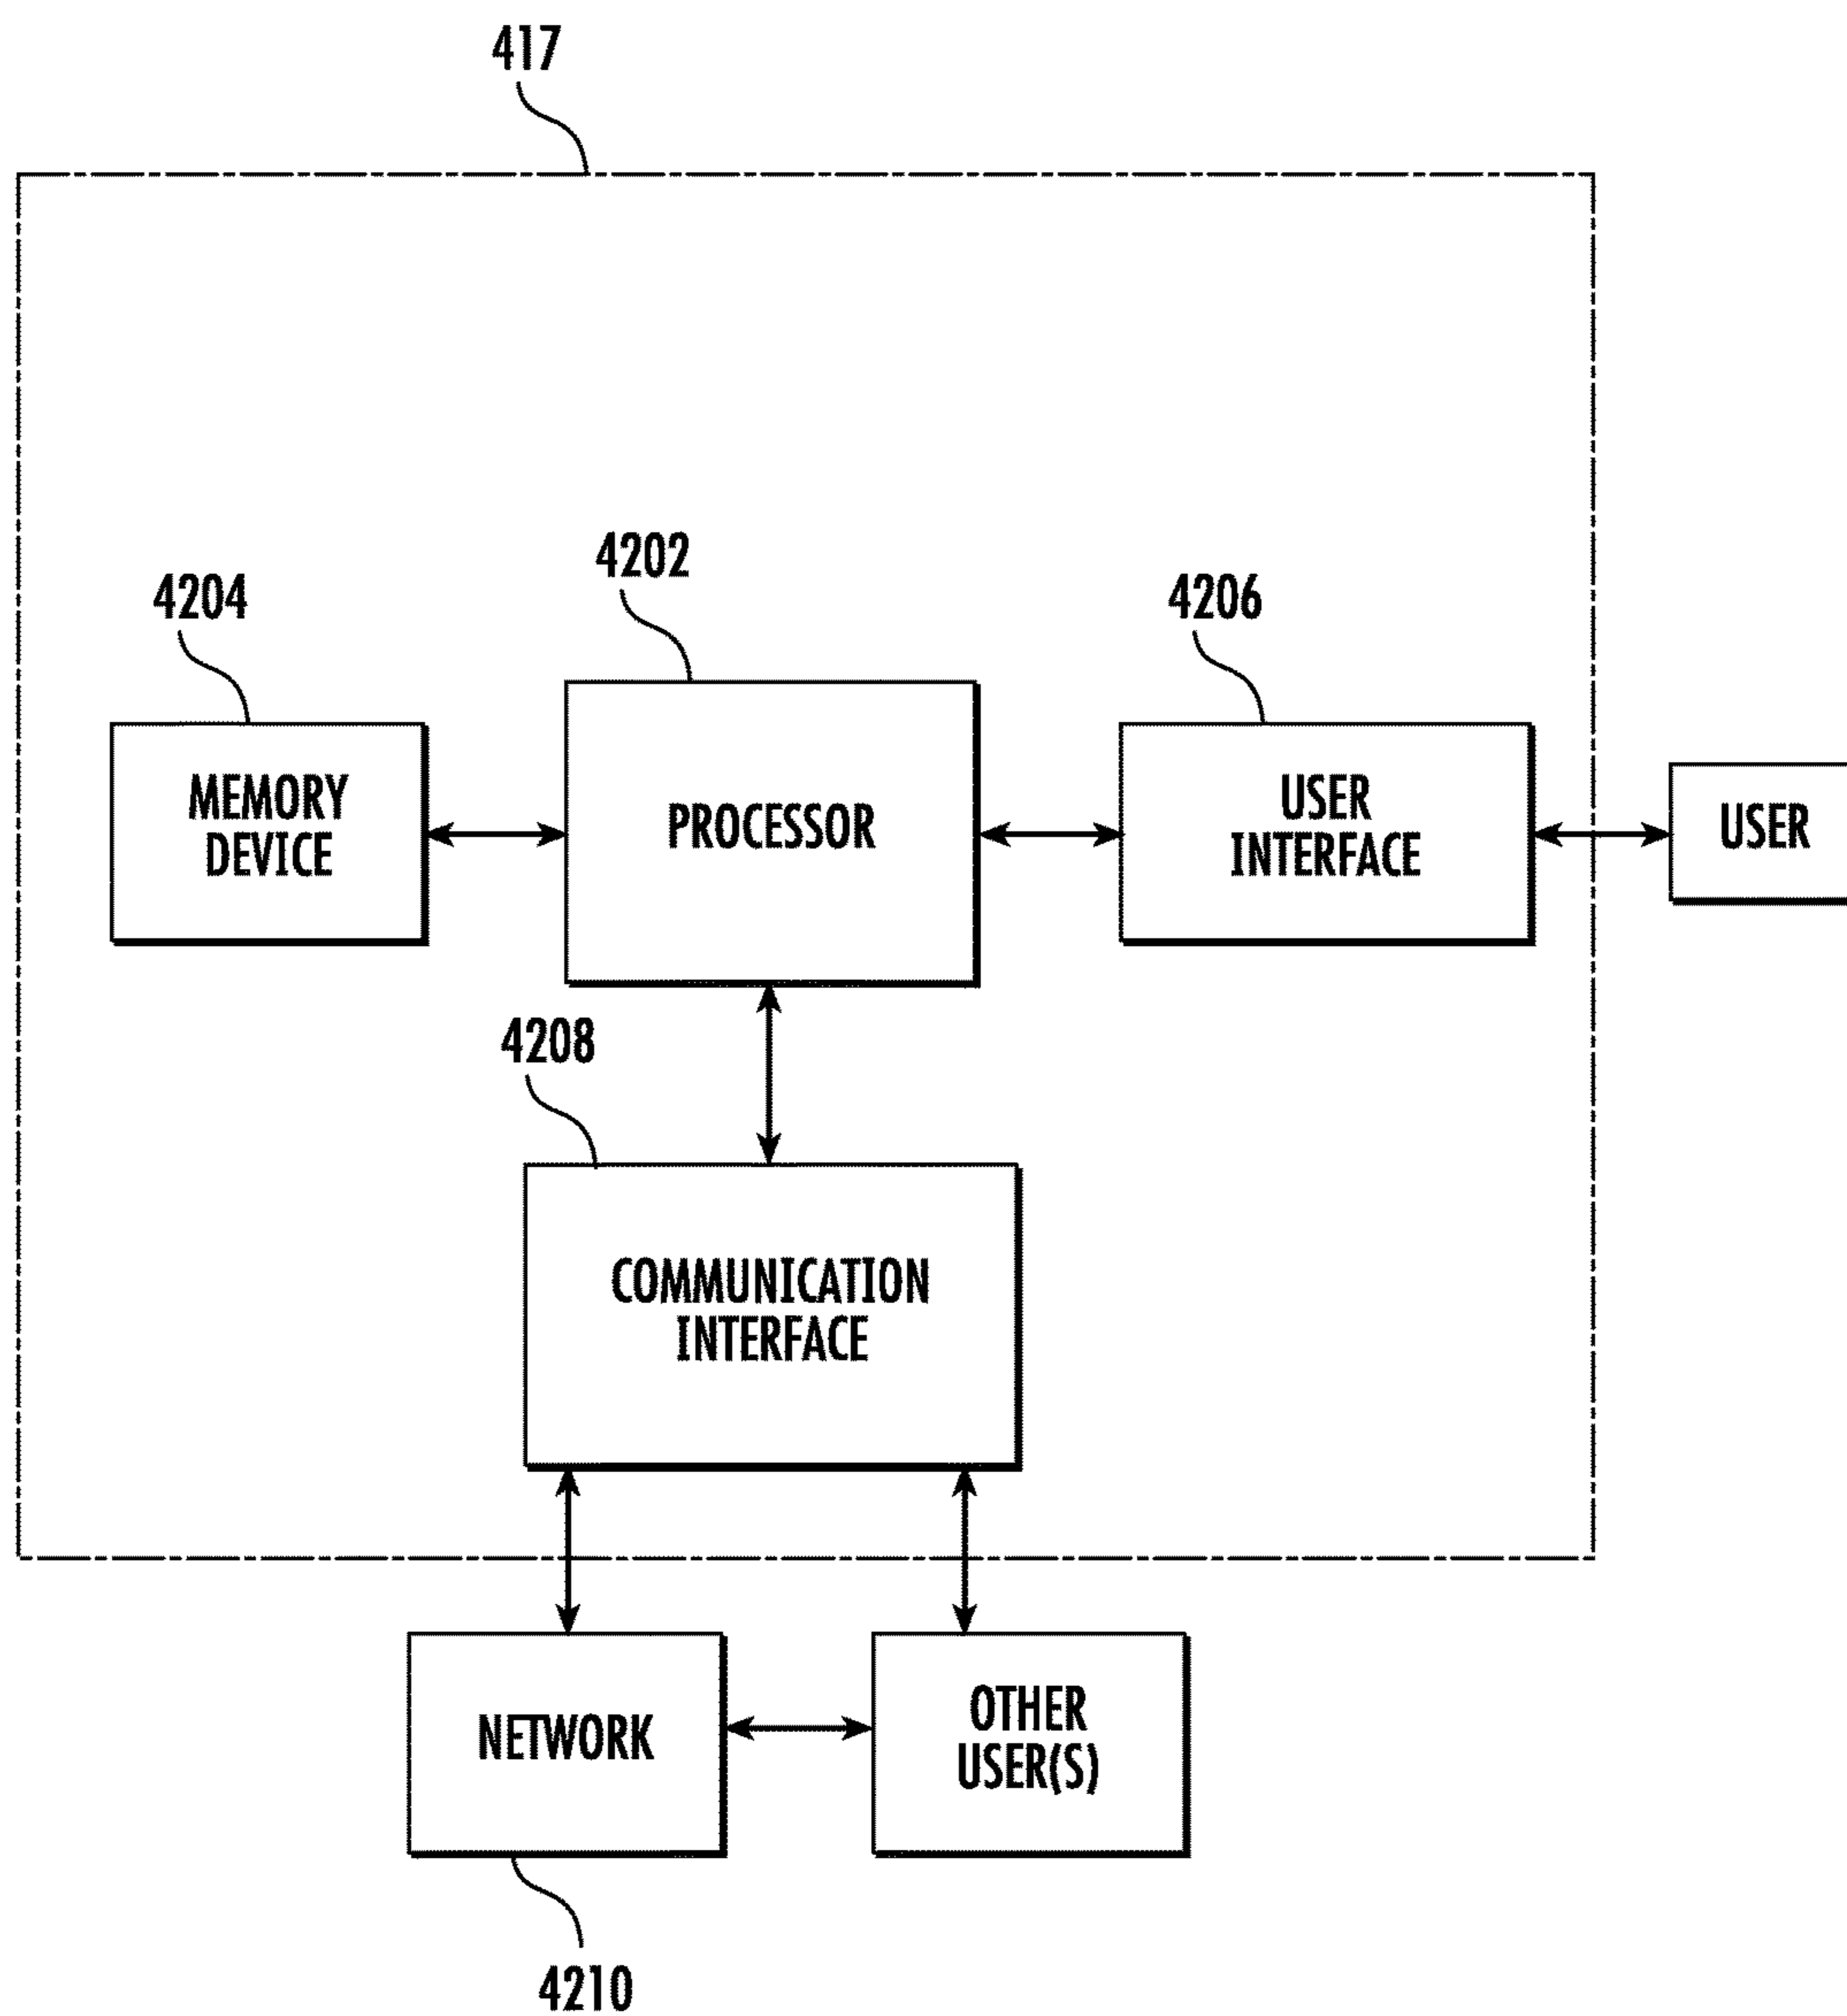 417
4202
4204
4206
MEMORY
DEVICE
PROCESSOR
USER
INTERFACE
USER
4208
COMMUNICATION
INTERFACE
NETWORK
OTHER
USER(S)
4210